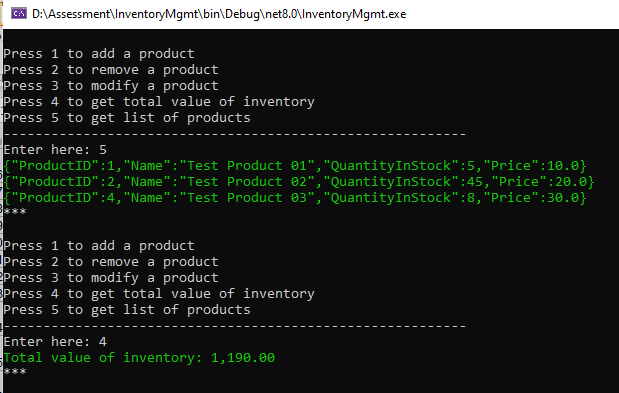 D:\Assessment\InventoryMgmt\bin\Debug\net8.0\InventoryMgmt.exe
Press 1 to add a product
Press 2 to remove a product
Press 3 to modify a product
Press 4 to get total value of inventory
Press 5 to get list of products
----------------------------------------------------------
Enter here: 5
{"ProductID":1,"Name":"Test Product 01","QuantityInStock":5,"Price":10.0}
{"ProductID":2,"Name":"Test Product 02","QuantityInStock":45,"Price":20.0}
{"ProductID":4,"Name":"Test Product 03","QuantityInStock":8,"Price":30.0}
***
Press 1 to add a product
Press 2 to remove a product
Press 3 to modify a product
Press 4 to get total value of inventory
Press 5 to get list of products
----------------------------------------------------------
Enter here: 4
Total value of inventory: 1,190.00
***